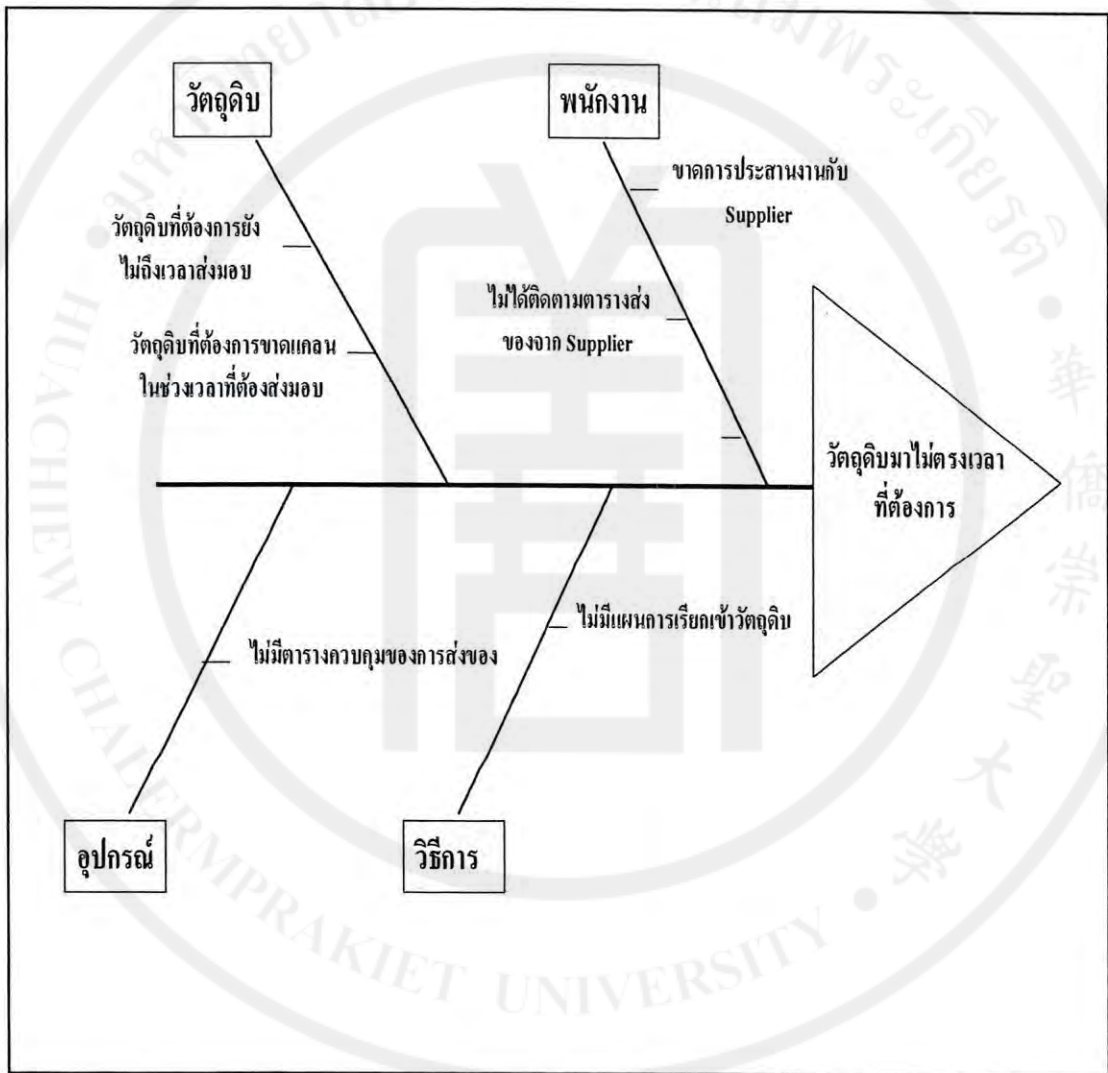 วัตถุดิบ
พนักงาน
ขาดการประสานงานกับ
Supplier
วัตถุดิบที่ต้องการยัง
ไม่ถึงเวลาส่งมอบ
ไม่ได้ติดตามตารางส่ง
ของจาก Supplier
วัตถุดิบที่ต้องการขาดแคลน
ในช่วงเวลาที่ต้องส่งมอบ
วัตถุดิบมาไม่ตรงเวลา
ที่ต้องการ
ไม่มีแผนการเรียกเข้าวัตถุดิบ
ไม่มีตารางควบคุมของการส่งของ
อุปกรณ์
วิธีการ
HUACHIEW CHALERMPRAKIET UNIVERSITY
華僑崇聖大學